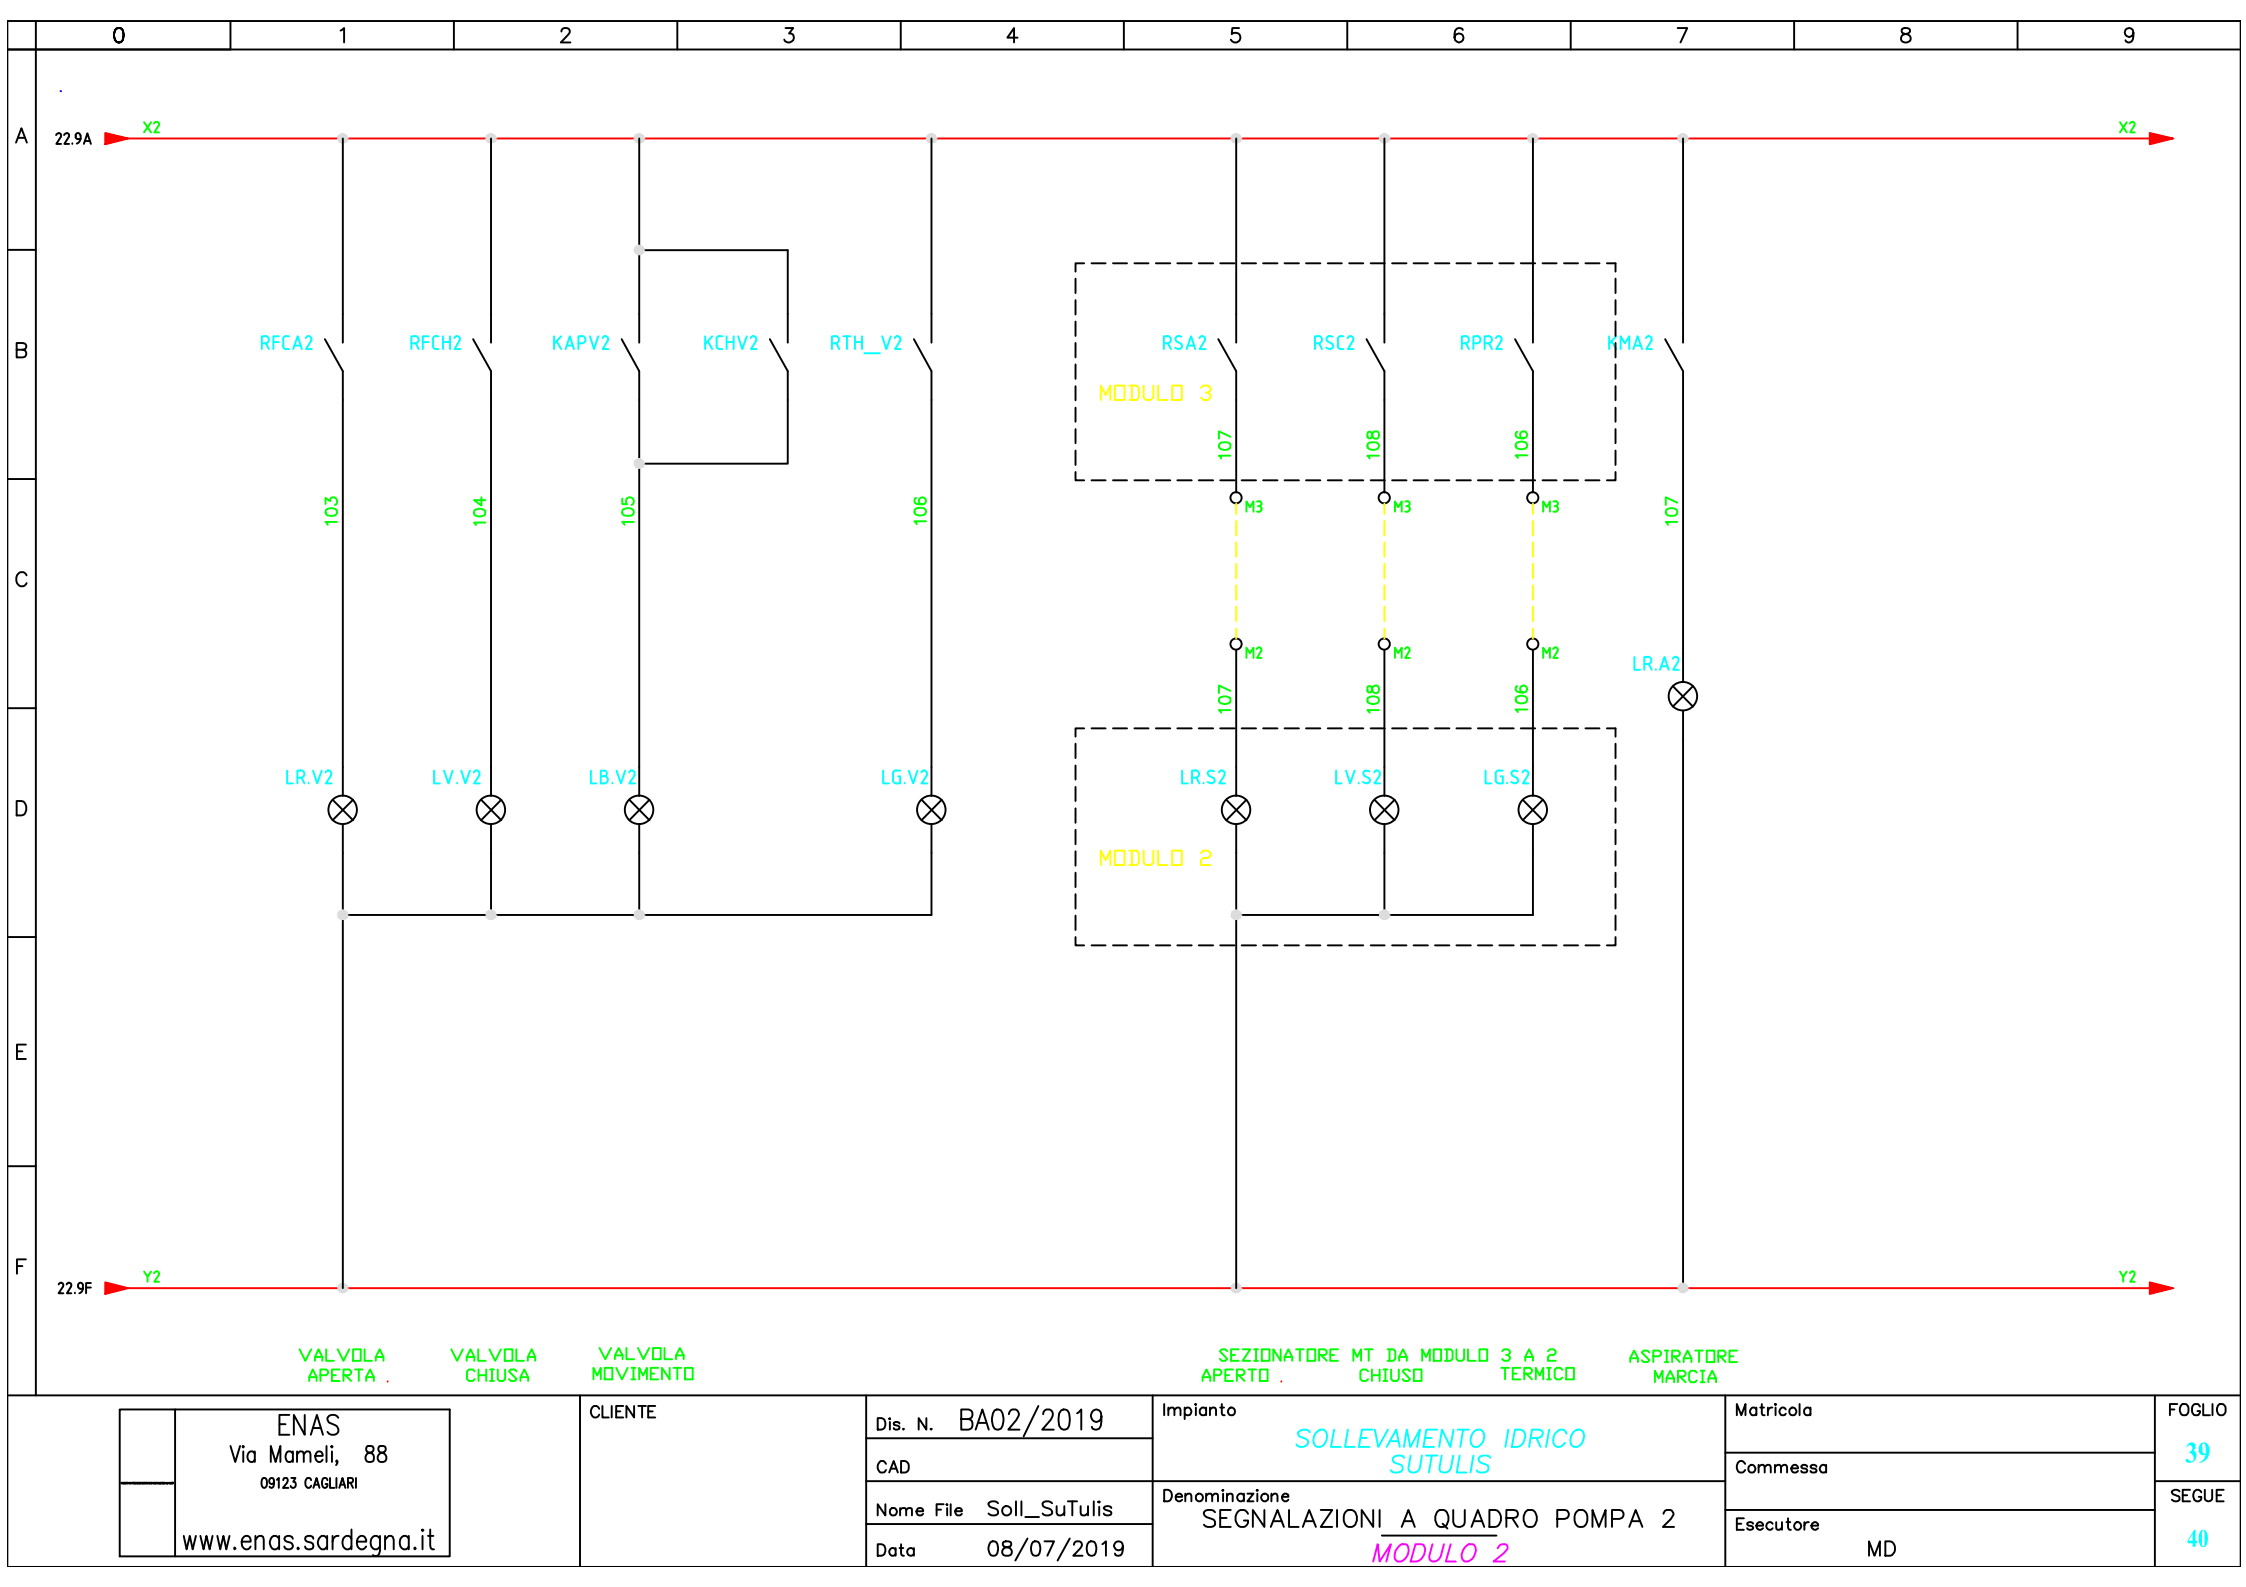 0 1 2 3 4 5 6 7 8 9
A
22.9A X2 X2
B
RFCA2 RFCH2 KAPV2 KCHV2 RTH_V2 RSA2 RSC2 RPR2 KMA2
MODULO 3
107 108 106
103 104 105 106 107
M3 M3 M3
C
M2 M2 M2
LR.A2
107 108 106
LR.V2 LV.V2 LB.V2 LG.V2 LR.S2 LV.S2 LG.S2
D
MODULO 2
E
F
22.9F Y2 Y2
VALVOLA APERTA .
VALVOLA CHIUSA
VALVOLA MOVIMENTO
SEZIONATORE MT DA MODULO 3 A 2
APERTO . CHIUSO TERMICO
ASPIRATORE MARCIA
ENAS
Via Mameli, 88
09123 CAGLIARI
www.enas.sardegna.it
CLIENTE
Dis. N. BA02/2019
CAD
Nome File Soll_SuTulis
Data 08/07/2019
Impianto
SOLLEVAMENTO IDRICO
SUTULIS
Denominazione
SEGNALAZIONI A QUADRO POMPA 2
MODULO 2
Matricola
Commessa
Esecutore
MD
FOGLIO
39
SEGUE
40